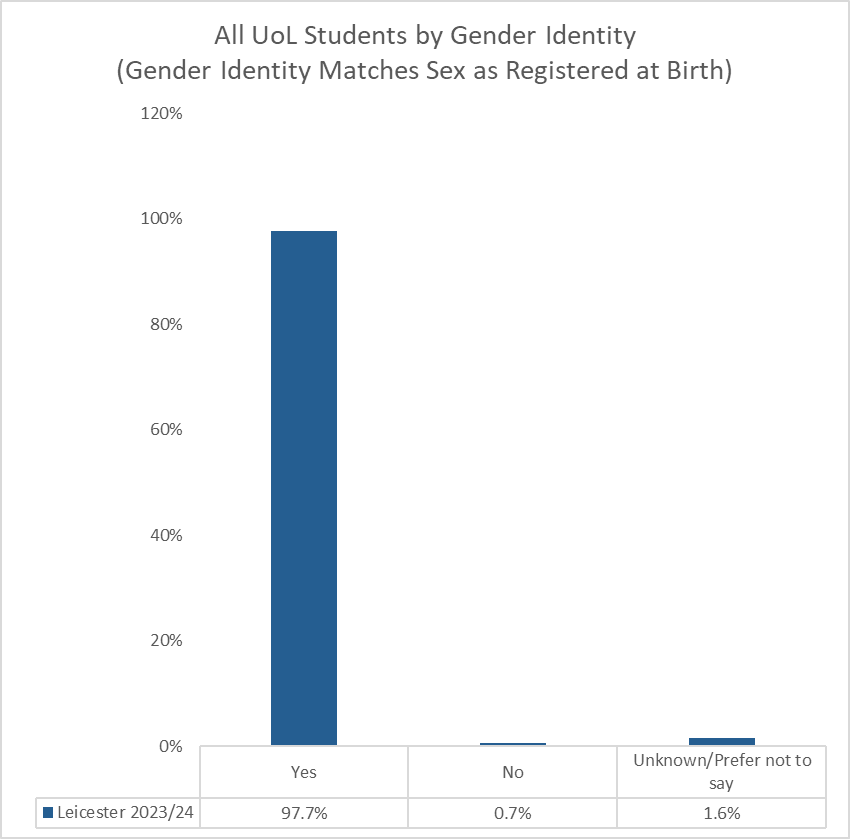 All UoL Students by Gender Identity
(Gender Identity Matches Sex as Registered at Birth)
120%
100%
80%
60%
40%
20%
0%
Yes
No
Unknown/Prefer not to
say
Leicester 2023/24
97.7%
0.7%
1.6%